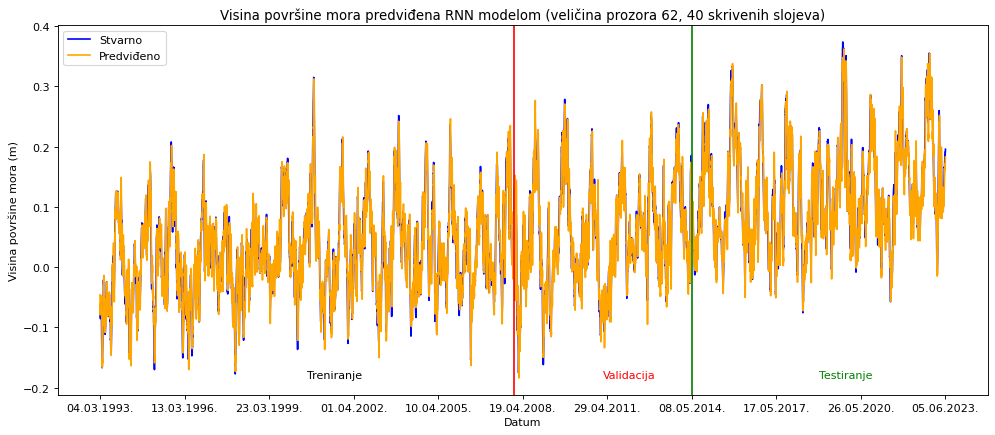 Visina površine mora predviđena RNN modelom (veličina prozora 62, 40 skrivenih slojeva)
Stvarno
Predviđeno
Visina površine mora (m)
0.4
0.3
0.2
0.1
0.0
−0.1
−0.2
Treniranje
Validacija
Testiranje
04.03.1993. 13.03.1996. 23.03.1999. 01.04.2002. 10.04.2005. 19.04.2008. 29.04.2011. 08.05.2014. 17.05.2017. 26.05.2020. 05.06.2023.
Datum